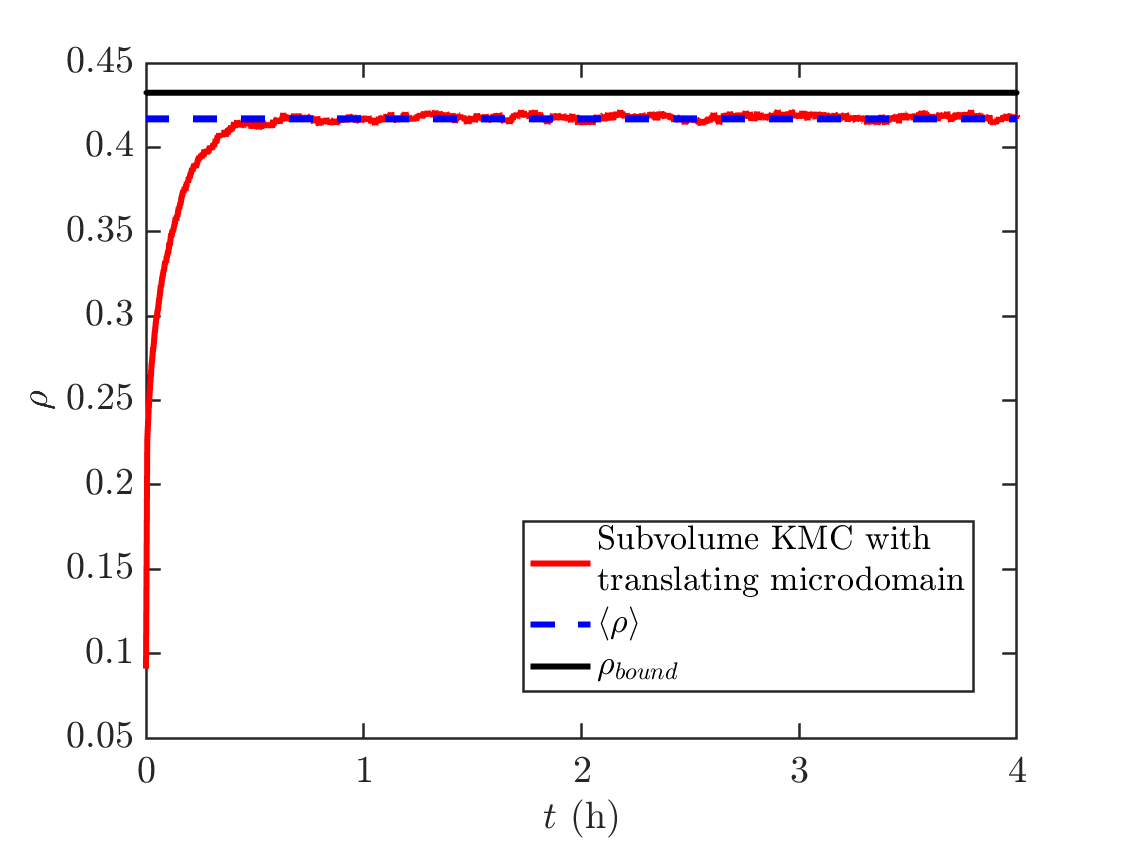 0.45
0.4
0.35
0.3
0.25
0.2
0.15
0.1
0.05
ρ
0 1 2 3 4
t (h)
Subvolume KMC with
translating microdomain
⟨ρ⟩
ρ_bound